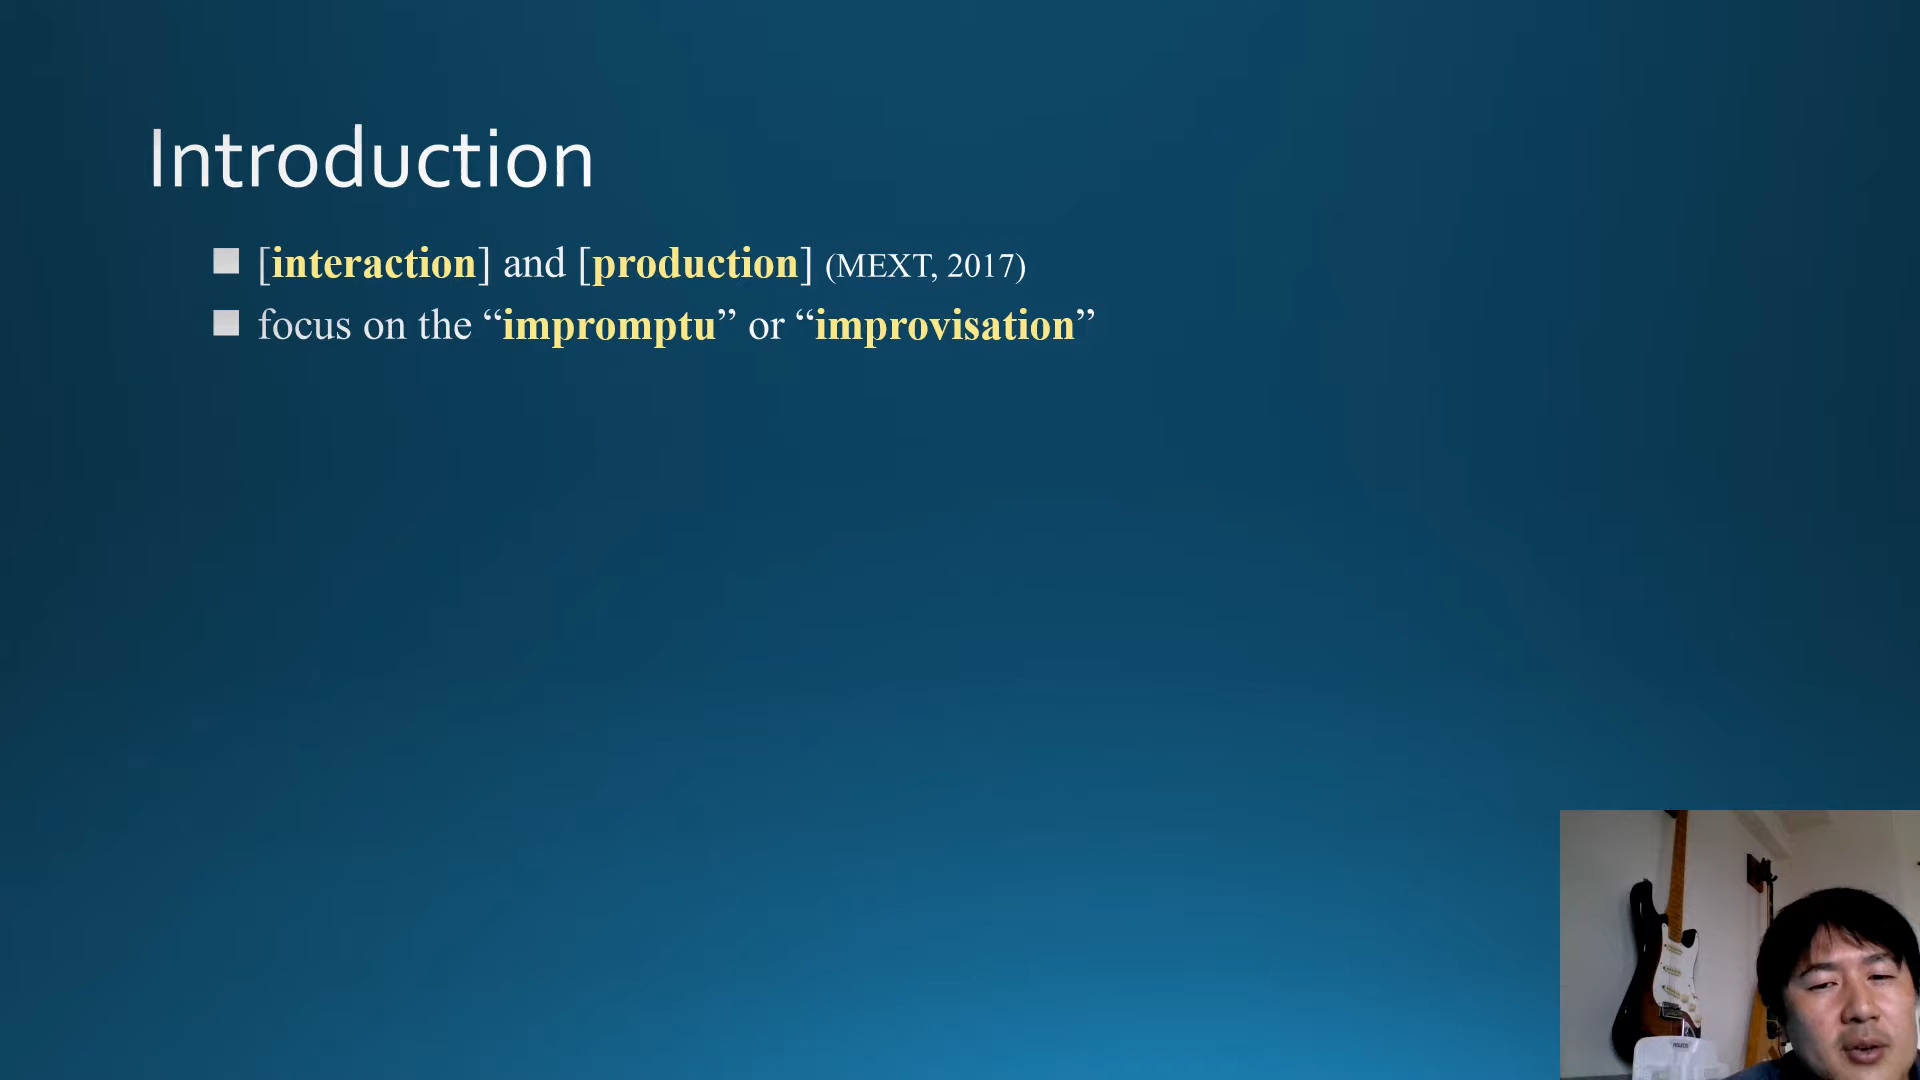 Introduction
[interaction] and [production] (MEXT, 2017)
focus on the “impromptu” or “improvisation”